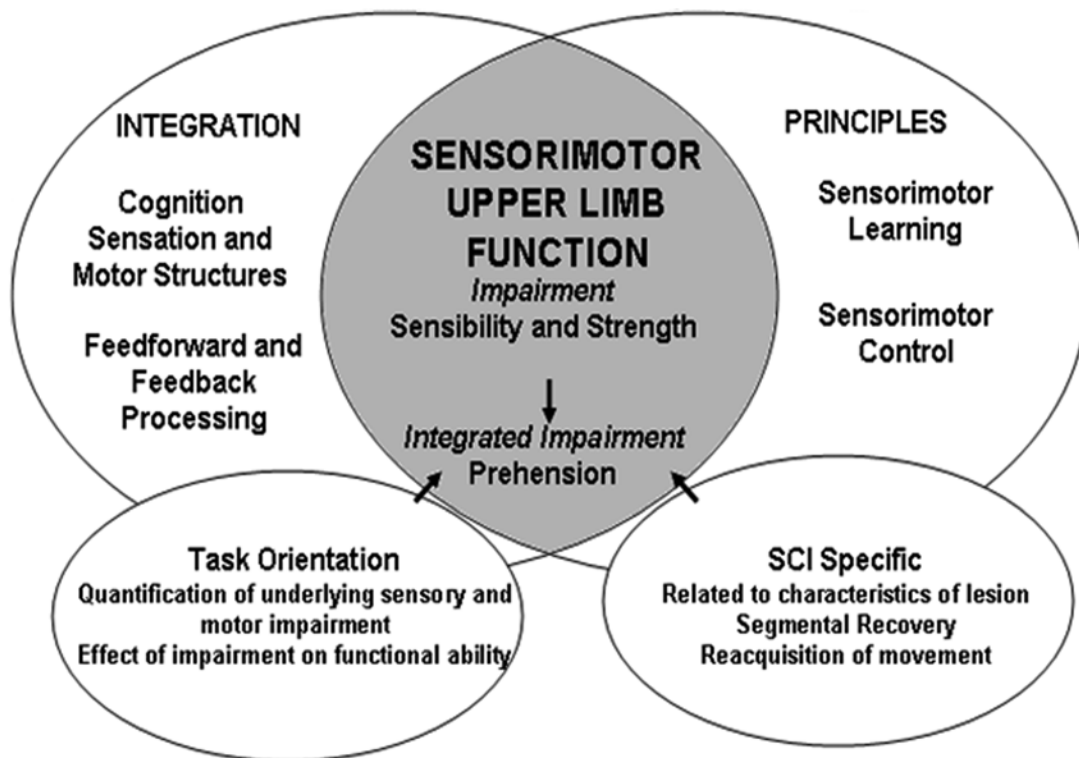 INTEGRATION
Cognition
Sensation and
Motor Structures
Feedforward and
Feedback
Processing
SENSORIMOTOR
UPPER LIMB
FUNCTION
Impairment
Sensibility and Strength
Integrated Impairment
Prehension
PRINCIPLES
Sensorimotor
Learning
Sensorimotor
Control
Task Orientation
Quantification of underlying sensory and
motor impairment
Effect of impairment on functional ability
SCI Specific
Related to characteristics of lesion
Segmental Recovery
Reacquisition of movement